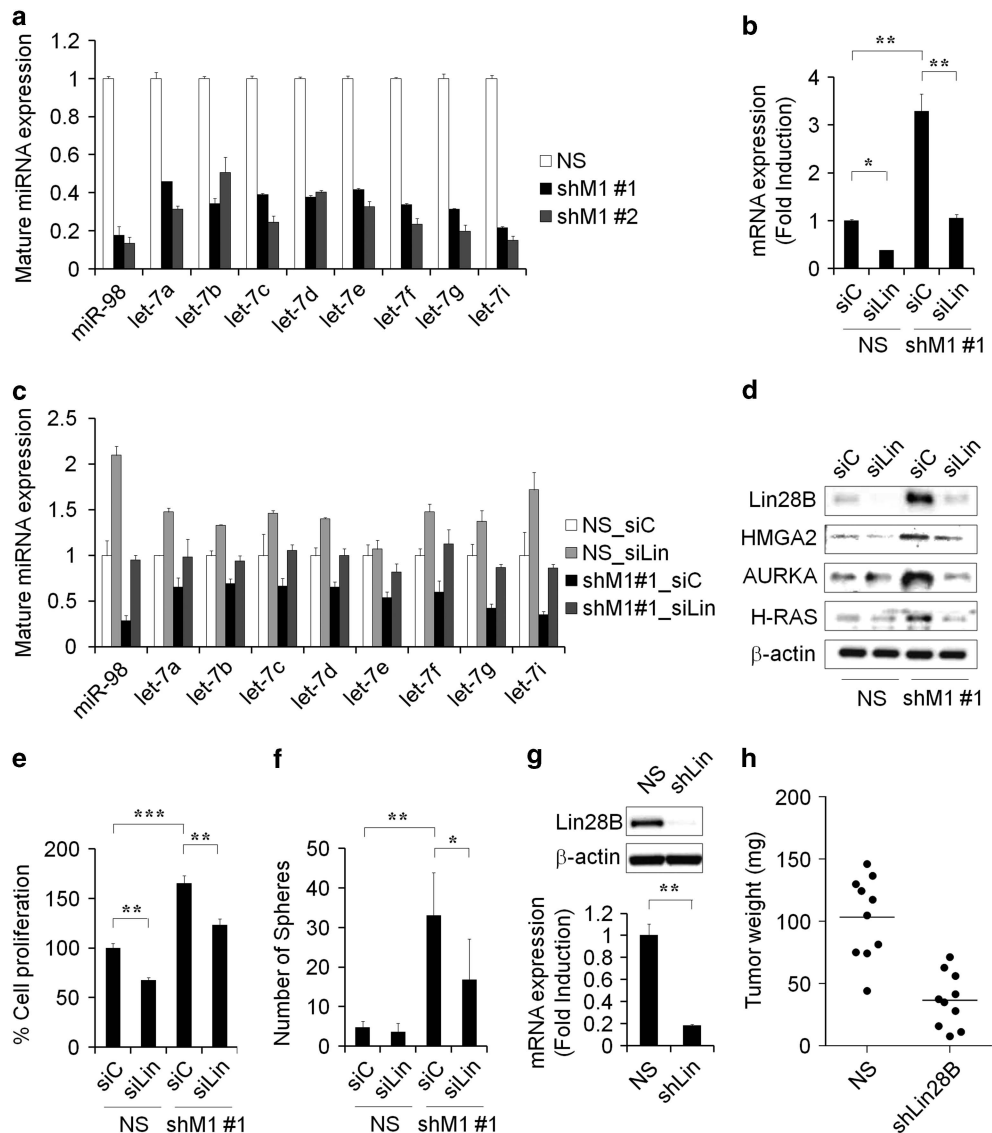 a
Mature miRNA expression
1.2
1
0.8
0.6
0.4
0.2
0
miR-98
let-7a
let-7b
let-7c
let-7d
let-7e
let-7f
let-7g
let-7i
NS
shM1 #1
shM1 #2
b
mRNA expression
(Fold Induction)
4
3
2
1
0
*
**
**
siC
siLin
siC
siLin
NS
shM1 #1
c
Mature miRNA expression
2.5
2
1.5
1
0.5
0
miR-98
let-7a
let-7b
let-7c
let-7d
let-7e
let-7f
let-7g
let-7i
NS_siC
NS_siLin
shM1#1_siC
shM1#1_siLin
d
siC
siLin
siC
siLin
Lin28B
HMGA2
AURKA
H-RAS
β-actin
NS
shM1 #1
e
% Cell proliferation
200
150
100
50
0
***
**
**
siC
siLin
siC
siLin
NS
shM1 #1
f
Number of Spheres
50
40
30
20
10
0
**
*
siC
siLin
siC
siLin
NS
shM1 #1
g
NS
shLin
Lin28B
β-actin
mRNA expression
(Fold Induction)
1.2
1
0.8
0.6
0.4
0.2
0
**
NS
shLin
h
Tumor weight (mg)
200
150
100
50
0
NS
shLin28B